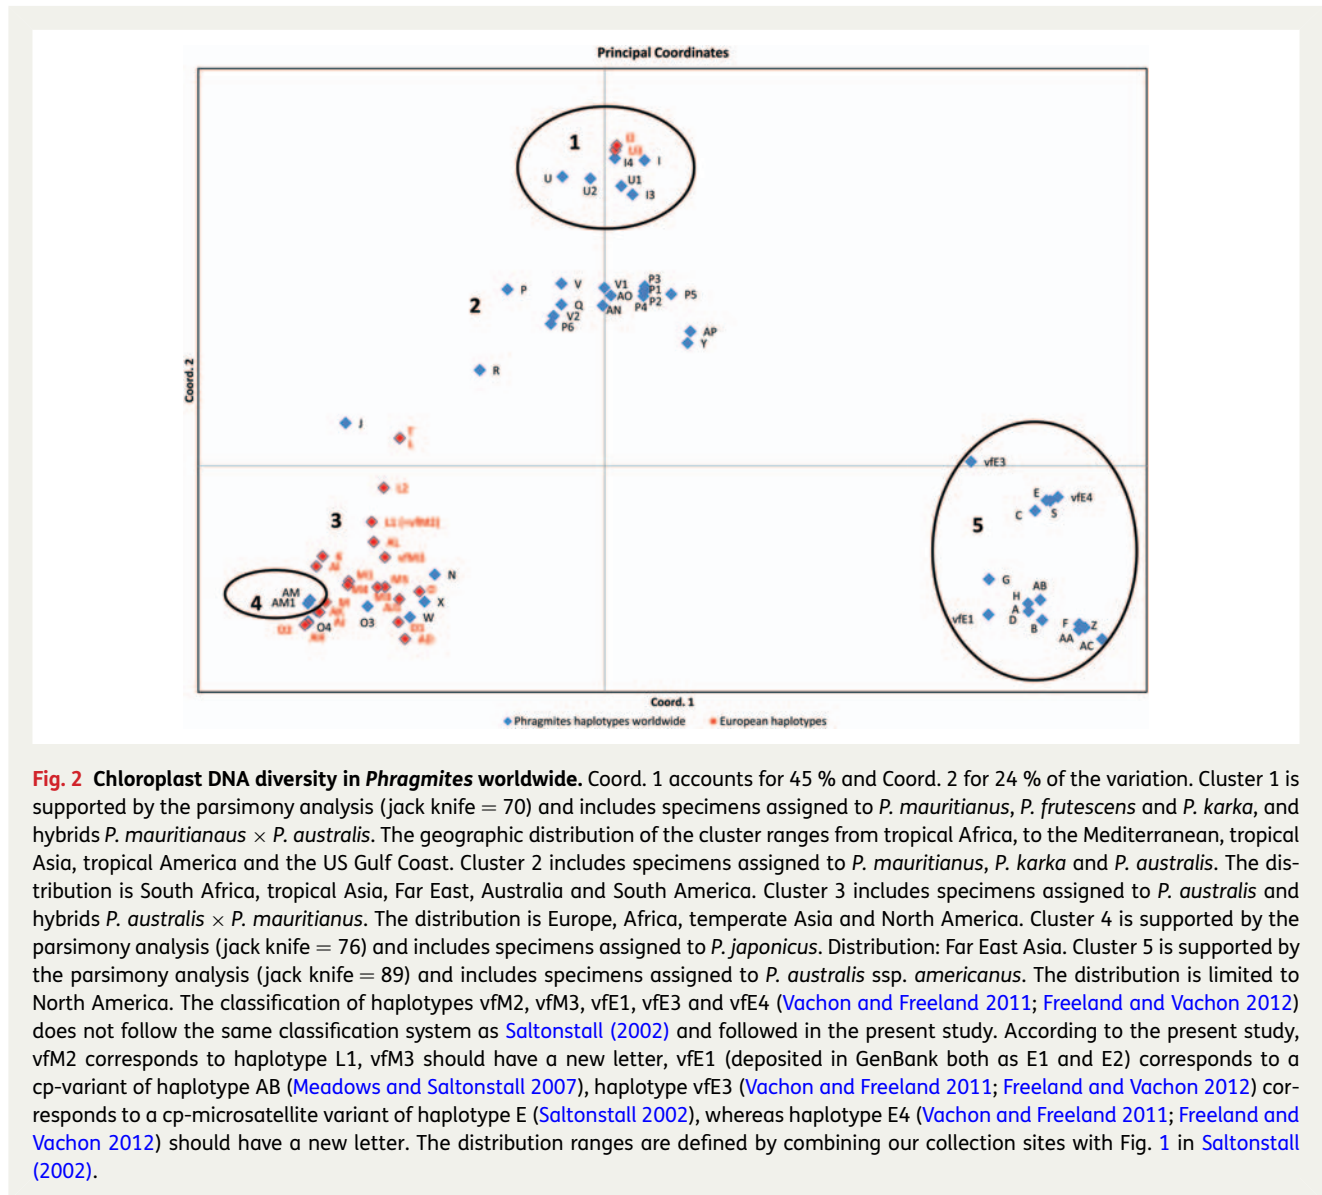 Principal Coordinates
1
I2
U3
I4
I
U
U2
U1
I3
2
P
V
V1
P3
P1
AO
P2
P5
Q
AN
P4
V2
P6
AP
Y
R
Coord. 2
J
L2
3
L1 (=vfM2)
AL
vfM3
K
AI
M1
M4
M5
N
4
AM
AM1
M
O3
O4
X
W
O2
AH
O1
vfE3
E
vfE4
C
S
5
G
AB
H
A
D
B
vfE1
F
Z
AA
AC
Coord. 1
Phragmites haplotypes worldwide
European haplotypes
Fig. 2 Chloroplast DNA diversity in Phragmites worldwide. Coord. 1 accounts for 45 % and Coord. 2 for 24 % of the variation. Cluster 1 is
supported by the parsimony analysis (jack knife = 70) and includes specimens assigned to P. mauritianus, P. frutescens and P. karka, and
hybrids P. mauritianaus × P. australis. The geographic distribution of the cluster ranges from tropical Africa, to the Mediterranean, tropical
Asia, tropical America and the US Gulf Coast. Cluster 2 includes specimens assigned to P. mauritianus, P. karka and P. australis. The dis-
tribution is South Africa, tropical Asia, Far East, Australia and South America. Cluster 3 includes specimens assigned to P. australis and
hybrids P. australis × P. mauritianus. The distribution is Europe, Africa, temperate Asia and North America. Cluster 4 is supported by the
parsimony analysis (jack knife = 76) and includes specimens assigned to P. japonicus. Distribution: Far East Asia. Cluster 5 is supported by
the parsimony analysis (jack knife = 89) and includes specimens assigned to P. australis ssp. americanus. The distribution is limited to
North America. The classification of haplotypes vfM2, vfM3, vfE1, vfE3 and vfE4 (Vachon and Freeland 2011; Freeland and Vachon 2012)
does not follow the same classification system as Saltonstall (2002) and followed in the present study. According to the present study,
vfM2 corresponds to haplotype L1, vfM3 should have a new letter, vfE1 (deposited in GenBank both as E1 and E2) corresponds to a
cp-variant of haplotype AB (Meadows and Saltonstall 2007), haplotype vfE3 (Vachon and Freeland 2011; Freeland and Vachon 2012) cor-
responds to a cp-microsatellite variant of haplotype E (Saltonstall 2002), whereas haplotype E4 (Vachon and Freeland 2011; Freeland and
Vachon 2012) should have a new letter. The distribution ranges are defined by combining our collection sites with Fig. 1 in Saltonstall
(2002).